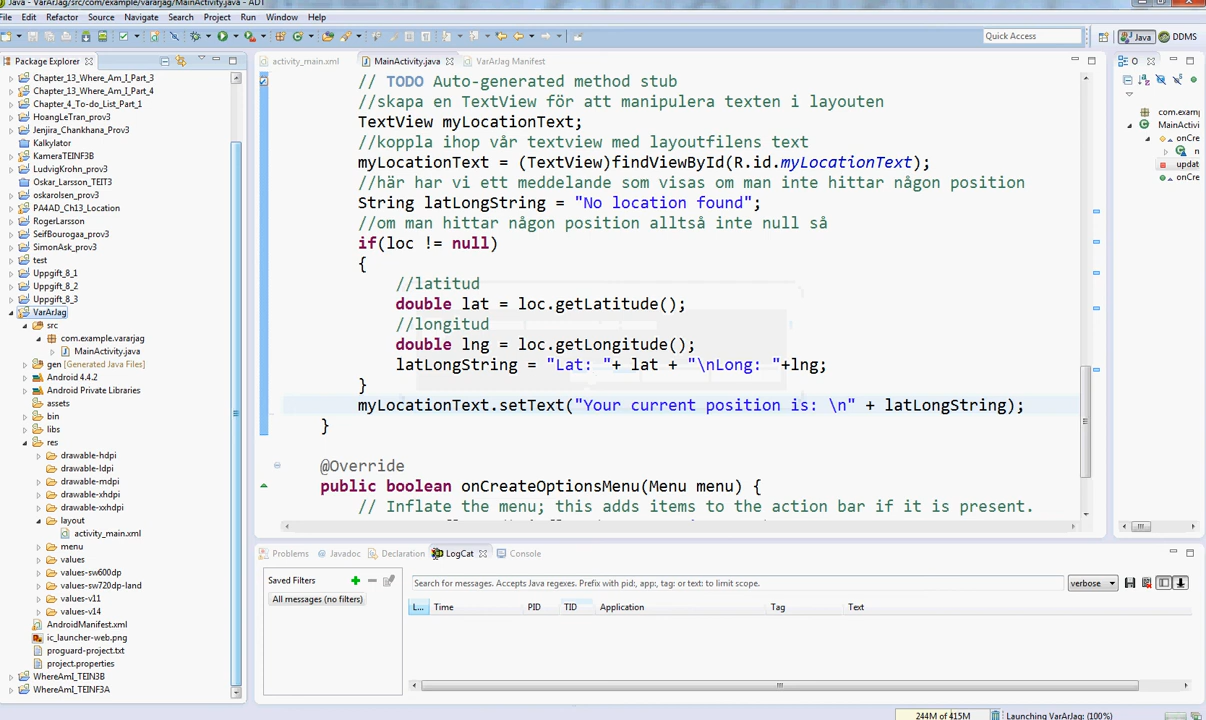 Java - VarArJag/src/com/example/vararjag/MainActivity.java - ADT
File Edit Refactor Source Navigate Search Project Run Window Help
Quick Access
Java
DDMS
Package Explorer
Chapter_13_Where_Am_I_Part_3
Chapter_13_Where_Am_I_Part_4
Chapter_4_To-do_List_Part_1
HoangLeTran_prov3
Jenjira_Chankhana_Prov3
Kalkylator
KameraTEINF3B
LudvigKrohn_prov3
Oskar_Larsson_TEIT3
oskarolsen_prov3
PA4AD_Ch13_Location
RogerLarsson
SeifBourogaa_prov3
SimonAsk_prov3
test
Uppgift_8_1
Uppgift_8_2
Uppgift_8_3
VarArJag
src
com.example.vararjag
MainActivity.java
gen [Generated Java Files]
Android 4.4.2
Android Private Libraries
assets
bin
libs
res
drawable-hdpi
drawable-ldpi
drawable-mdpi
drawable-xhdpi
drawable-xxhdpi
layout
activity_main.xml
menu
values
values-sw600dp
values-sw720dp-land
values-v11
values-v14
AndroidManifest.xml
ic_launcher-web.png
proguard-project.txt
project.properties
WhereAmI_TEIN3B
WhereAmI_TEINF3A
activity_main.xml
MainActivity.java
VarArJag Manifest
// TODO Auto-generated method stub
//skapa en TextView för att manipulera texten i layouten
TextView myLocationText;
//koppla ihop vår textview med layoutfilens text
myLocationText = (TextView)findViewById(R.id.myLocationText);
//här har vi ett meddelande som visas om man inte hittar någon position
String latLongString = "No location found";
//om man hittar någon position alltså inte null så
if(loc != null)
{
//latitud
double lat = loc.getLatitude();
//longitud
double lng = loc.getLongitude();
latLongString = "Lat: "+ lat + "\nLong: "+lng;
}
myLocationText.setText("Your current position is: \n" + latLongString);
}
@Override
public boolean onCreateOptionsMenu(Menu menu) {
// Inflate the menu; this adds items to the action bar if it is present.
O
com.examp
MainActivi
onCre
n
updat
onCre
Problems
@ Javadoc
Declaration
LogCat
Console
Saved Filters
All messages (no filters)
Search for messages. Accepts Java regexes. Prefix with pid:, app:, tag: or text: to limit scope.
verbose
L... Time PID TID Application Tag Text
244M of 415M
Launching VarArJag: (100%)